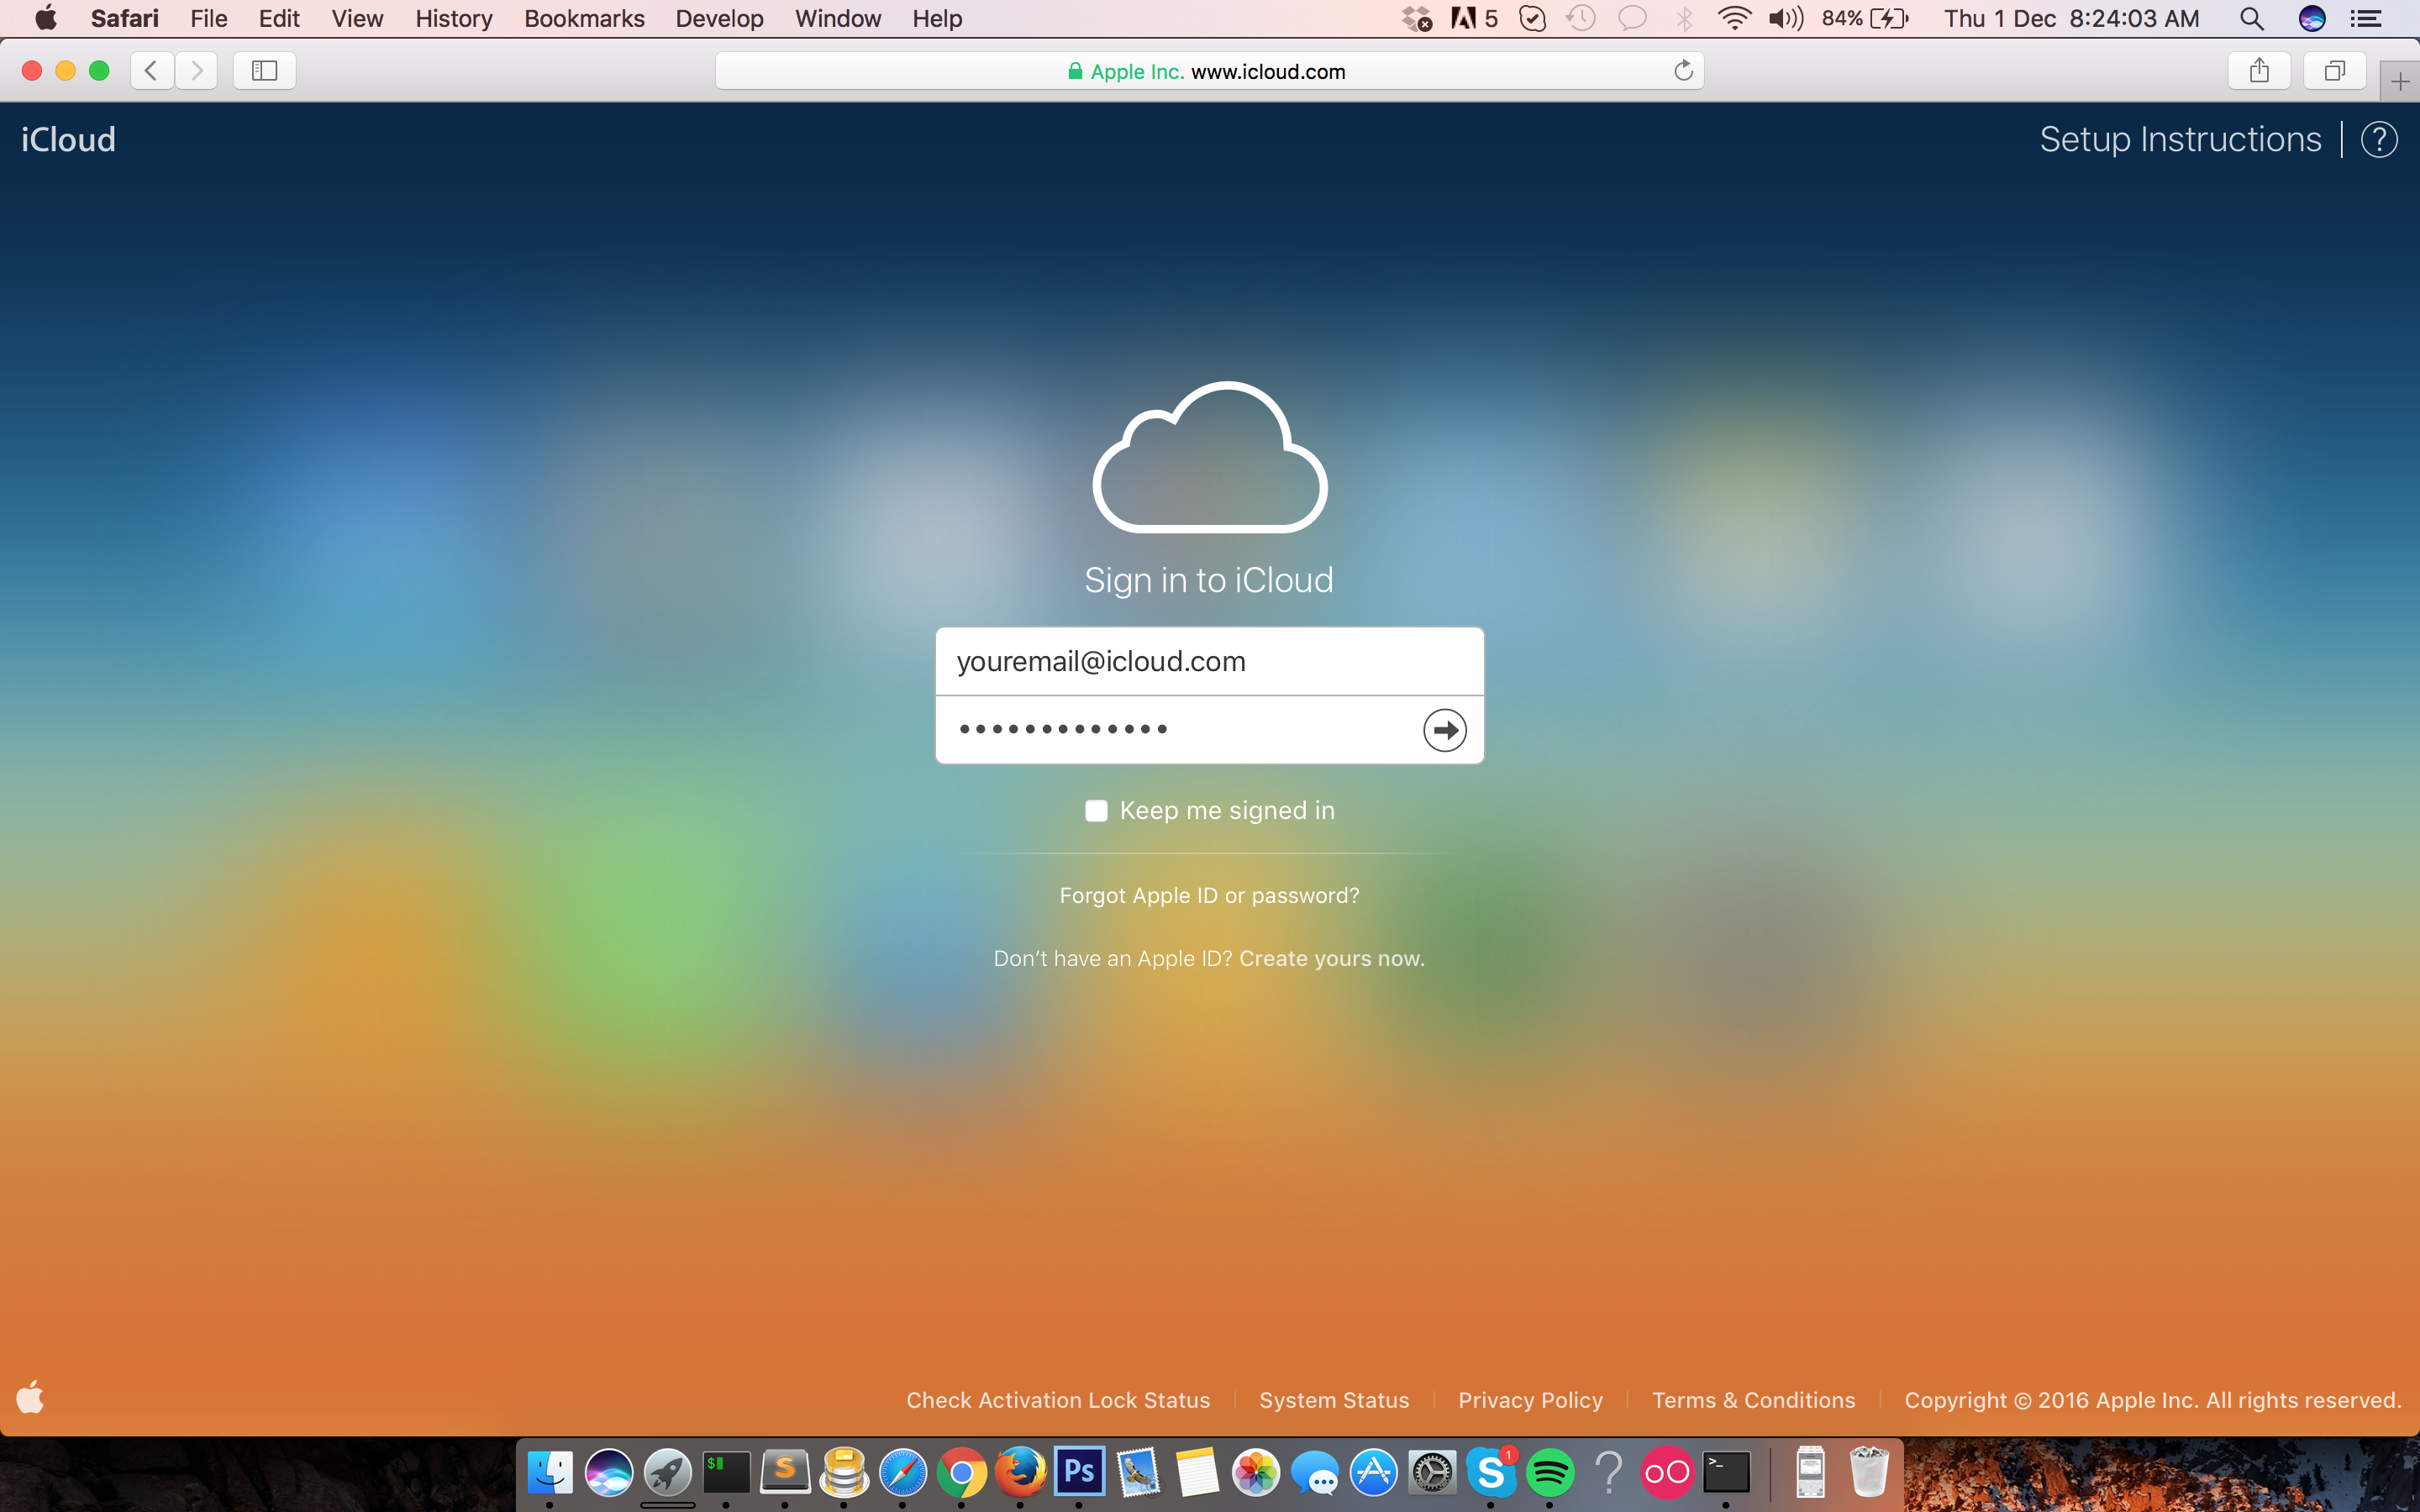 Safari File Edit View History Bookmarks Develop Window Help 5 84% Thu 1 Dec 8:24:03 AM
Apple Inc. www.icloud.com
iCloud Setup Instructions ?
Sign in to iCloud
youremail@icloud.com
Keep me signed in
Forgot Apple ID or password?
Don’t have an Apple ID? Create yours now.
Check Activation Lock Status System Status Privacy Policy Terms & Conditions Copyright © 2016 Apple Inc. All rights reserved.
$ S Ps S 1 ? >_